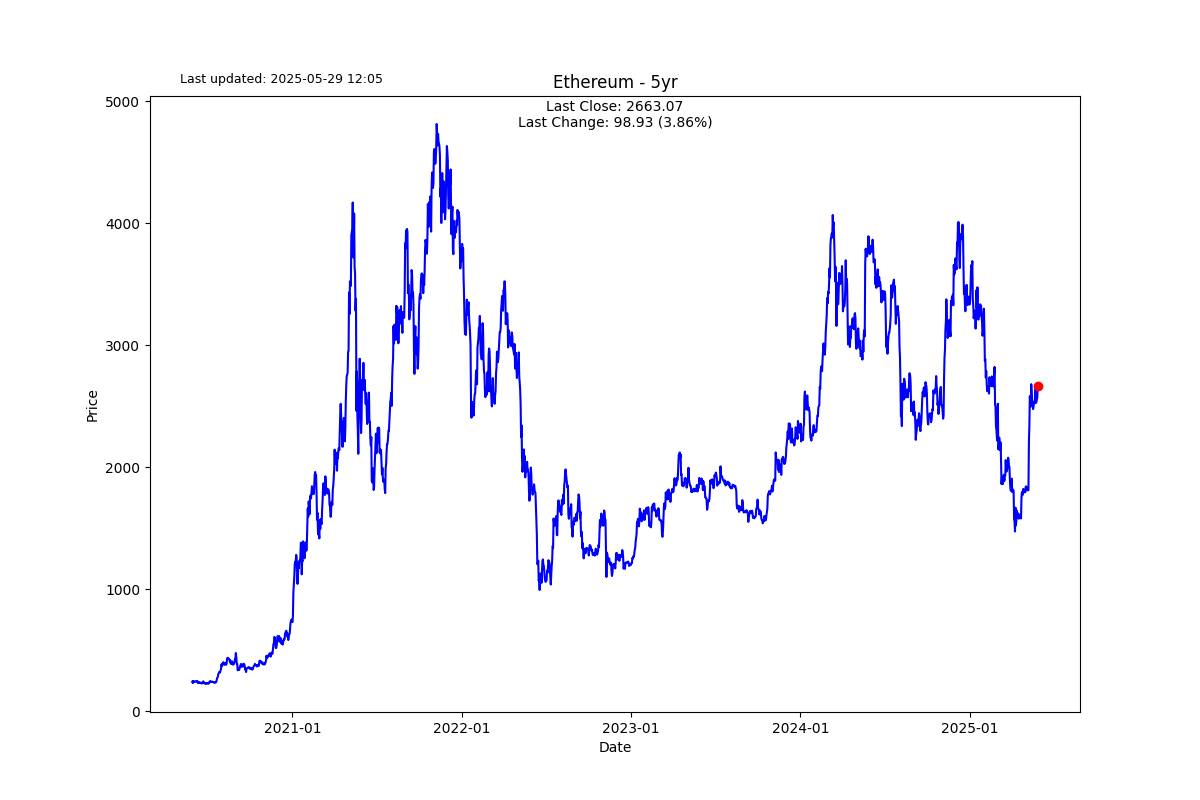 Last updated: 2025-05-29 12:05
Ethereum - 5yr
Last Close: 2663.07
Last Change: 98.93 (3.86%)
5000
4000
3000
2000
1000
0
Price
2021-01
2022-01
2023-01
2024-01
2025-01
Date